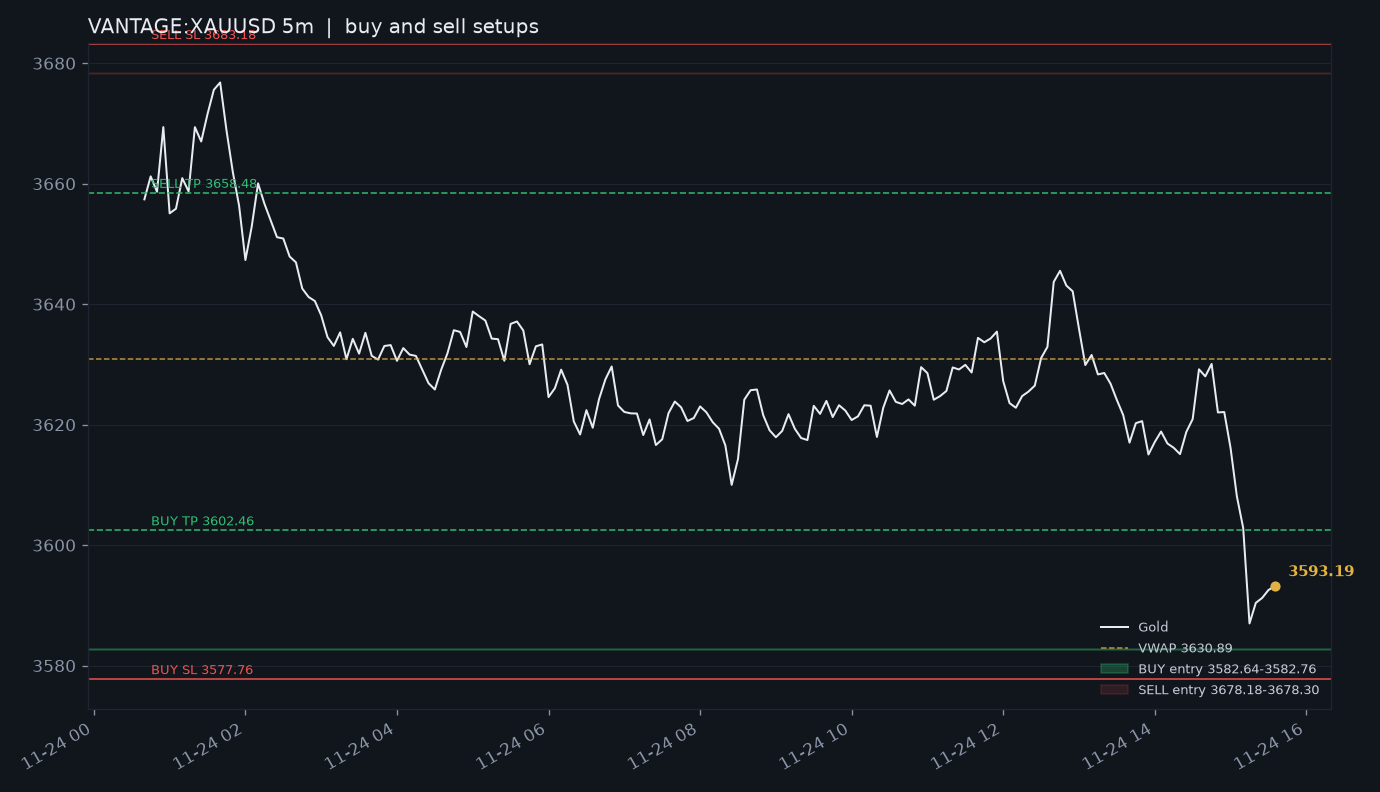 VANTAGE:XAUUSD 5m | buy and sell setups
SELL SL 3683.18
3680
3660
SELL TP 3658.48
3640
3620
BUY TP 3602.46
3600
3593.19
Gold
VWAP 3630.89
BUY entry 3582.64-3582.76
SELL entry 3678.18-3678.30
3580
BUY SL 3577.76
11-24 00
11-24 02
11-24 04
11-24 06
11-24 08
11-24 10
11-24 12
11-24 14
11-24 16